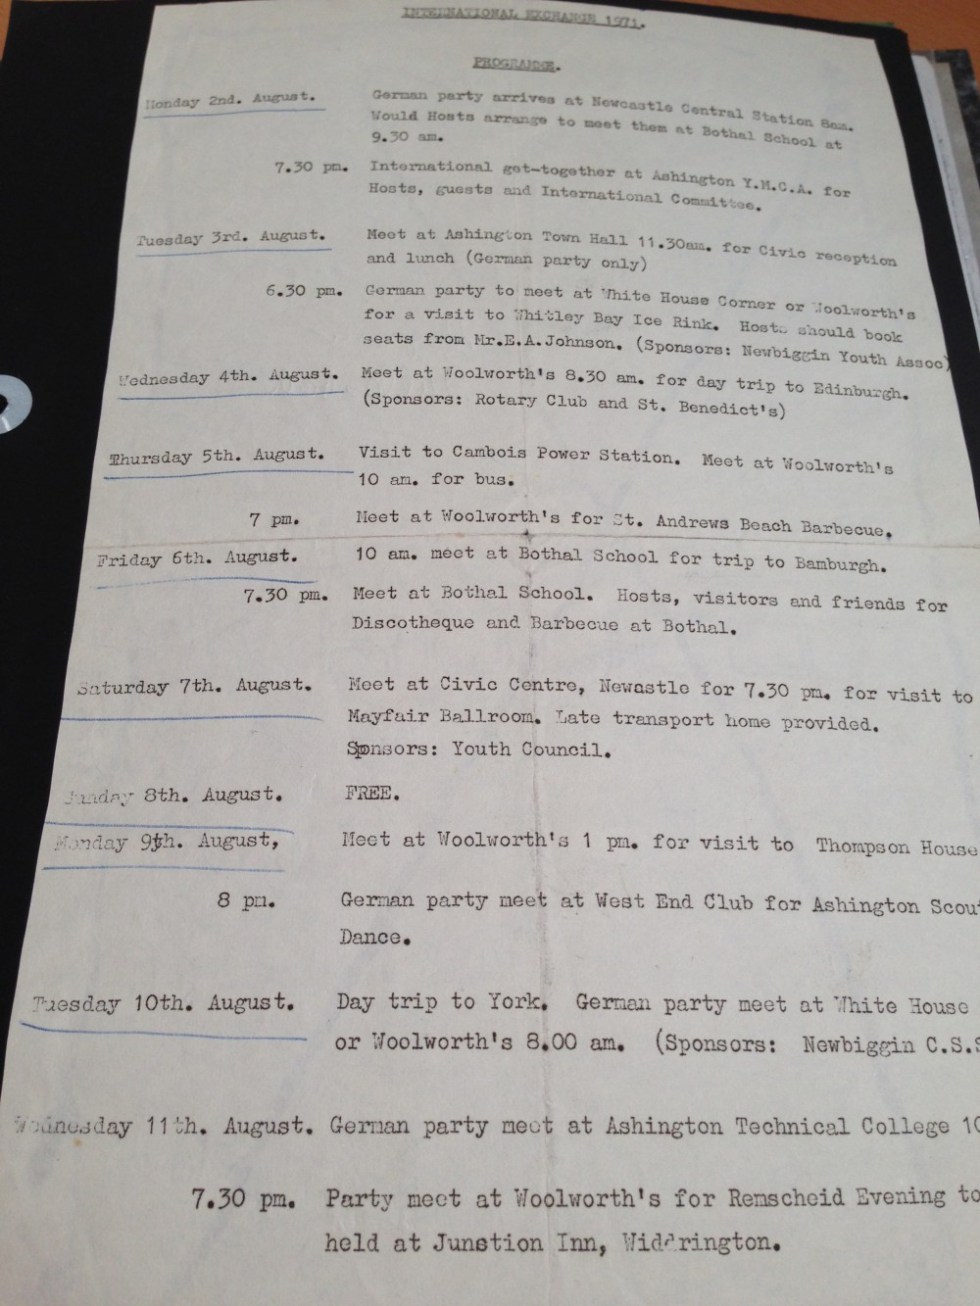 INTERNATIONAL EXCHANGE 1971.
PROGRAMME.
Monday 2nd. August. German party arrives at Newcastle Central Station 8am.
Would Hosts arrange to meet them at Bothal School at
9.30 am.
7.30 pm. International get-together at Ashington Y.M.C.A. for
Hosts, guests and International Committee.
Tuesday 3rd. August. Meet at Ashington Town Hall 11.30am. for Civic reception
and lunch (German party only)
6.30 pm. German party to meet at White House Corner or Woolworth's
for a visit to Whitley Bay Ice Rink. Hosts should book
seats from Mr.E.A.Johnson. (Sponsors: Newbiggin Youth Assoc)
Wednesday 4th. August. Meet at Woolworth's 8.30 am. for day trip to Edinburgh.
(Sponsors: Rotary Club and St. Benedict's)
Thursday 5th. August. Visit to Cambois Power Station. Meet at Woolworth's
10 am. for bus.
7 pm. Meet at Woolworth's for St. Andrews Beach Barbecue.
Friday 6th. August. 10 am. meet at Bothal School for trip to Bamburgh.
7.30 pm. Meet at Bothal School. Hosts, visitors and friends for
Discotheque and Barbecue at Bothal.
Saturday 7th. August. Meet at Civic Centre, Newastle for 7.30 pm. for visit to
Mayfair Ballroom. Late transport home provided.
Sponsors: Youth Council.
Sunday 8th. August. FREE.
Monday 9th. August, Meet at Woolworth's 1 pm. for visit to Thompson House
8 pm. German party meet at West End Club for Ashington Scout
Dance.
Tuesday 10th. August. Day trip to York. German party meet at White House
or Woolworth's 8.00 am. (Sponsors: Newbiggin C.S.S
Wednesday 11th. August. German party meet at Ashington Technical College 10
7.30 pm. Party meet at Woolworth's for Remscheid Evening to
held at Junstion Inn, Widdrington.